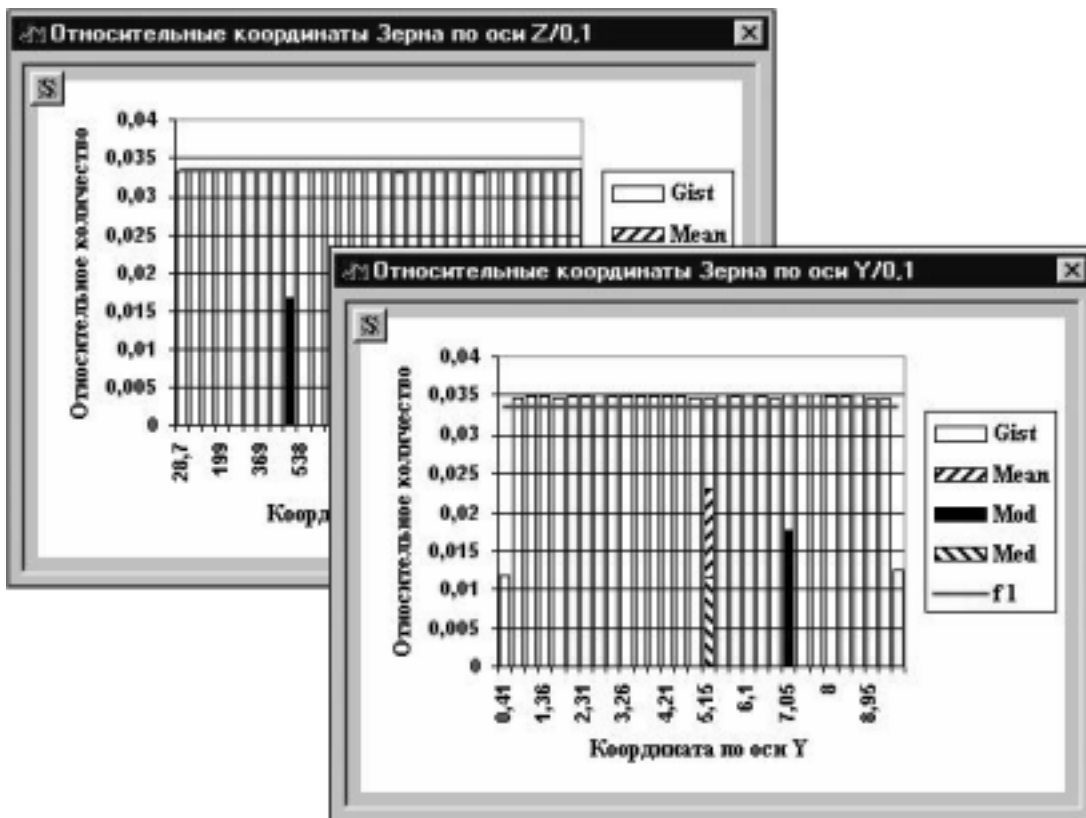 Относительные координаты Зерна по оси Z/0,1
Относительное количество
0,04
0,035
0,03
0,025
0,02
0,015
0,01
0,005
0
28,7
199
369
538
Коорд
Gist
Mean
Относительные координаты Зерна по оси Y/0,1
Относительное количество
0,04
0,035
0,03
0,025
0,02
0,015
0,01
0,005
0
0,41
1,36
2,31
3,26
4,21
5,15
6,1
7,05
8
8,95
Координата по оси Y
Gist
Mean
Mod
Med
f1